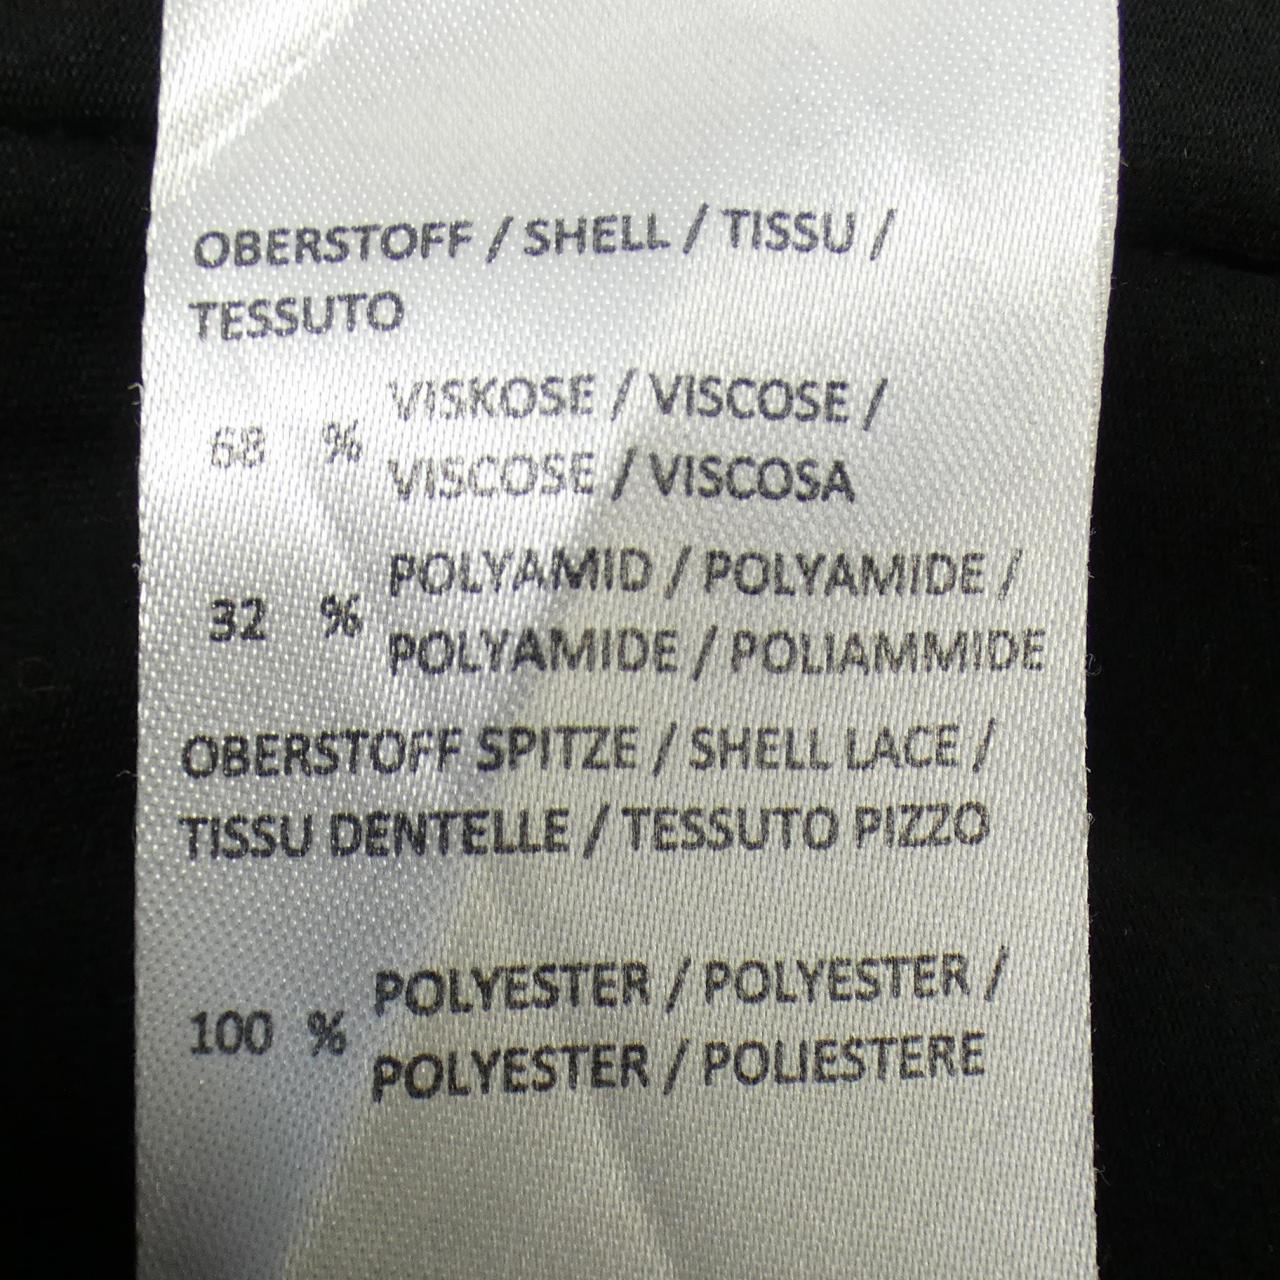 OBERSTOFF / SHELL / TISSU /
TESSUTO
68 % VISKOSE / VISCOSE /
VISCOSE / VISCOSA
32 % POLYAMID / POLYAMIDE /
POLYAMIDE / POLIAMMIDE
OBERSTOFF SPITZE / SHELL LACE /
TISSU DENTELLE / TESSUTO PIZZO
100 % POLYESTER / POLYESTER /
POLYESTER / POLIESTERE